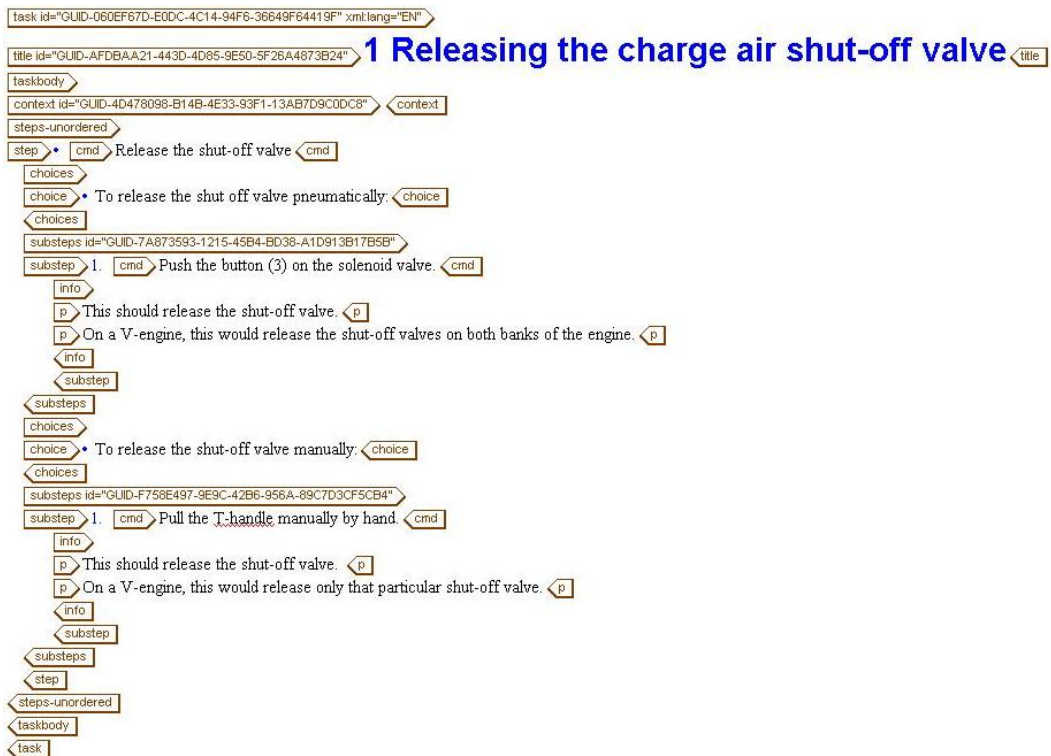 task id="GUID-060EF67D-E0DC-4C14-94F6-36649F64419F" xml:lang="EN"
title id="GUID-AFDBAA21-443D-4D85-9E50-5F26A4873B24" 1 Releasing the charge air shut-off valve title
taskbody
context id="GUID-4D478098-B14B-4E33-93F1-13AB7D9C0DC8" context
steps-unordered
step • cmd Release the shut-off valve cmd
choices
choice • To release the shut off valve pneumatically: choice
choices
substeps id="GUID-7A873593-1215-45B4-BD38-A1D913B17B5B"
substep 1. cmd Push the button (3) on the solenoid valve. cmd
info
p This should release the shut-off valve. p
p On a V-engine, this would release the shut-off valves on both banks of the engine. p
info
substep
substeps
choices
choice • To release the shut-off valve manually: choice
choices
substeps id="GUID-F758E497-9E9C-42B6-956A-89C7D3CF5CB4"
substep 1. cmd Pull the T-handle manually by hand. cmd
info
p This should release the shut-off valve. p
p On a V-engine, this would release only that particular shut-off valve. p
info
substep
substeps
step
steps-unordered
taskbody
task